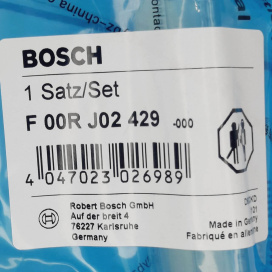 BOSCH
1 Satz/Set
F 00R J02 429 -000
4 047023 026989
Robert Bosch GmbH
Auf der breit 4
76227 Karlsruhe
Germany
Made in Germany
Fabriqué en